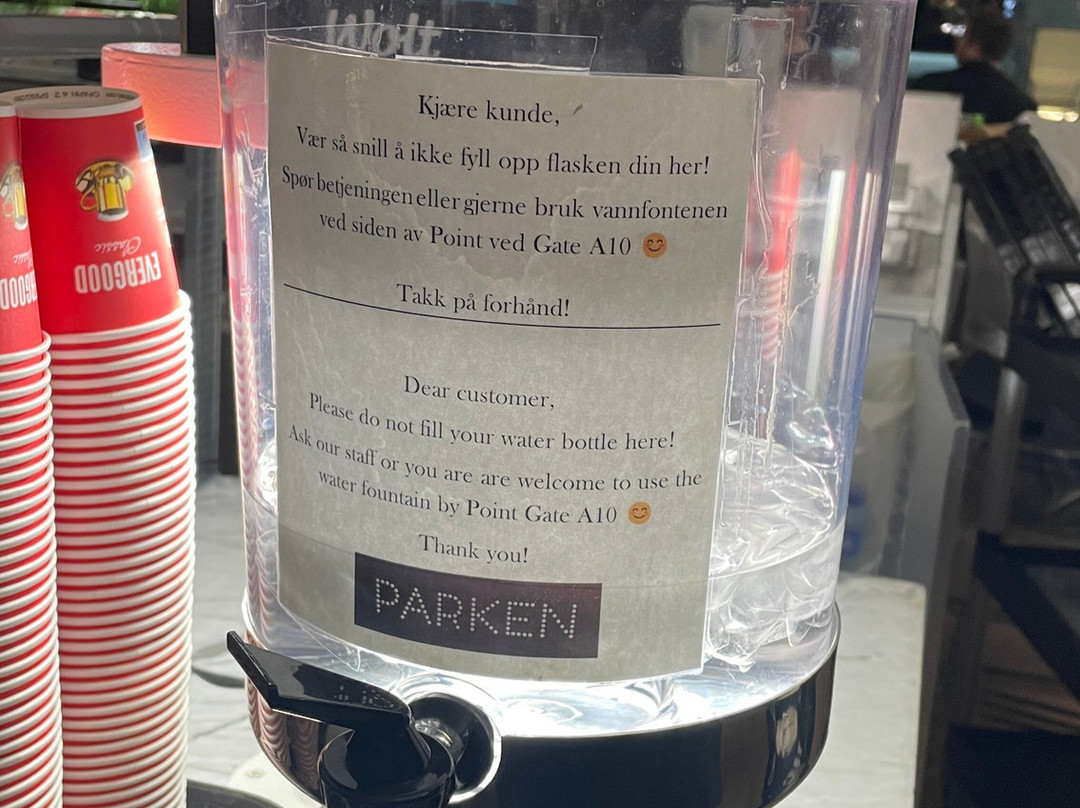 Wolt
Kjære kunde,
Vær så snill å ikke fyll opp flasken din her!
Spør betjeningen eller gjerne bruk vannfontenen
ved siden av Point ved Gate A10 😊
Takk på forhånd!
Dear customer,
Please do not fill your water bottle here!
Ask our staff or you are are welcome to use the
water fountain by Point Gate A10 😊
Thank you!
PARKEN
EVERGOOD
Classic